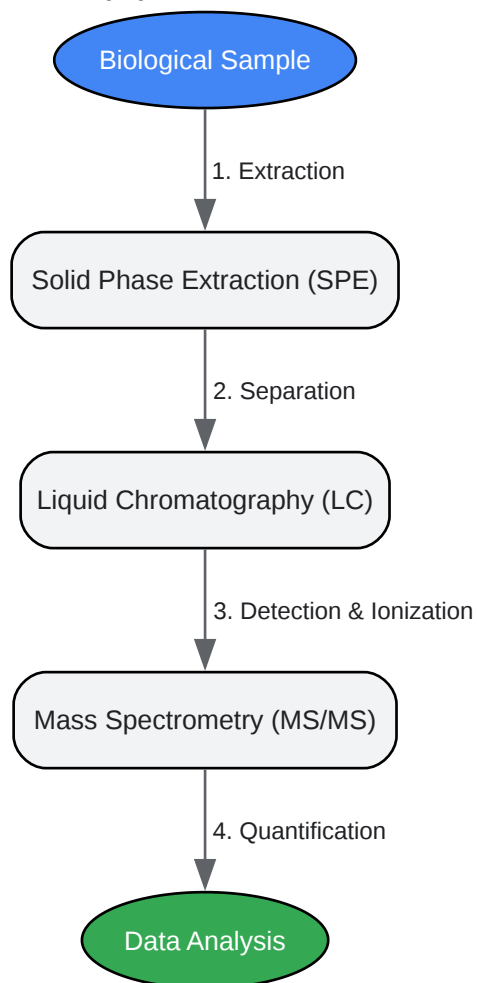 Biological Sample
1. Extraction
Solid Phase Extraction (SPE)
2. Separation
Liquid Chromatography (LC)
3. Detection & Ionization
Mass Spectrometry (MS/MS)
4. Quantification
Data Analysis